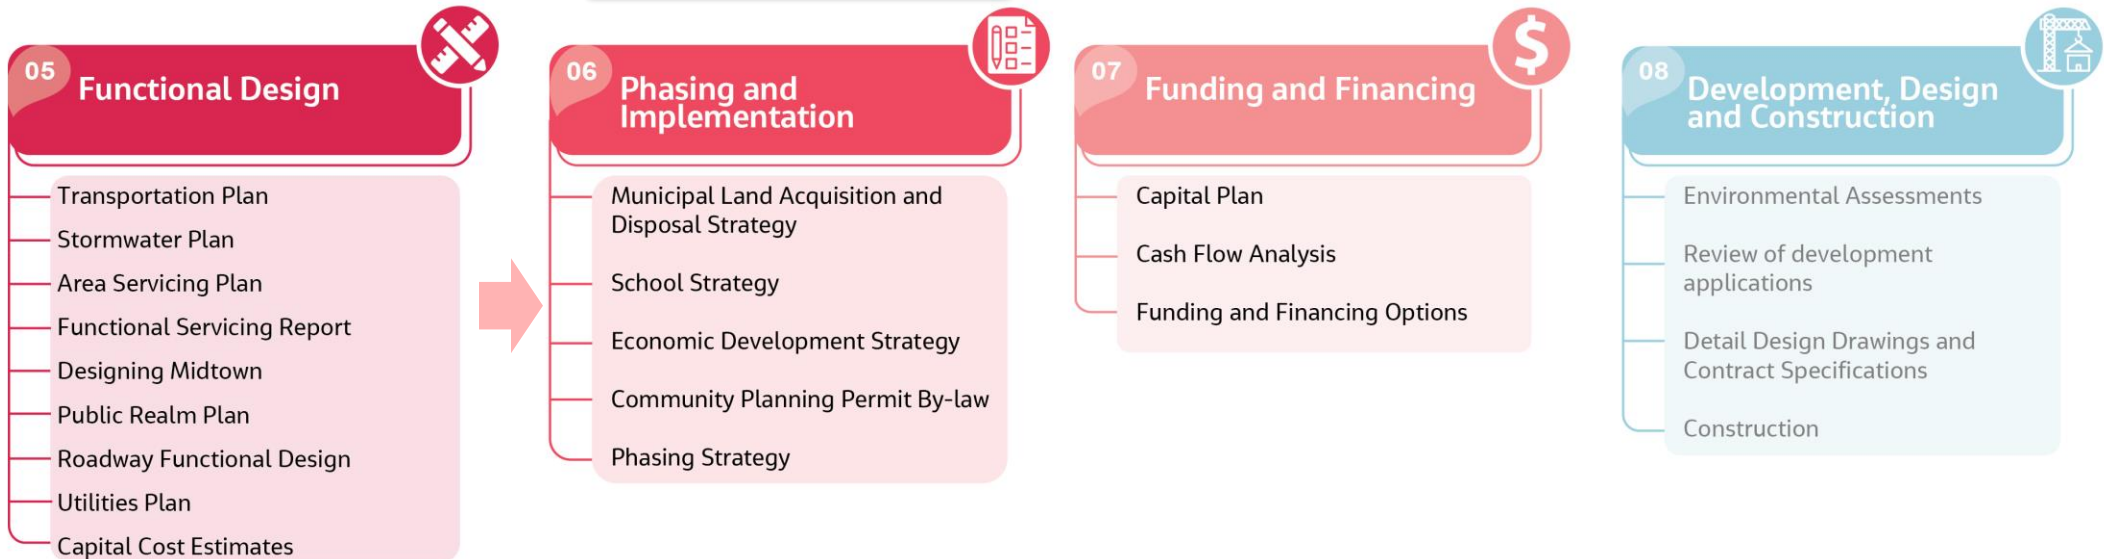 05
Functional Design
Transportation Plan
Stormwater Plan
Area Servicing Plan
Functional Servicing Report
Designing Midtown
Public Realm Plan
Roadway Functional Design
Utilities Plan
Capital Cost Estimates
06
Phasing and
Implementation
Municipal Land Acquisition and
Disposal Strategy
School Strategy
Economic Development Strategy
Community Planning Permit By-law
Phasing Strategy
07
Funding and Financing
Capital Plan
Cash Flow Analysis
Funding and Financing Options
08
Development, Design
and Construction
Environmental Assessments
Review of development
applications
Detail Design Drawings and
Contract Specifications
Construction